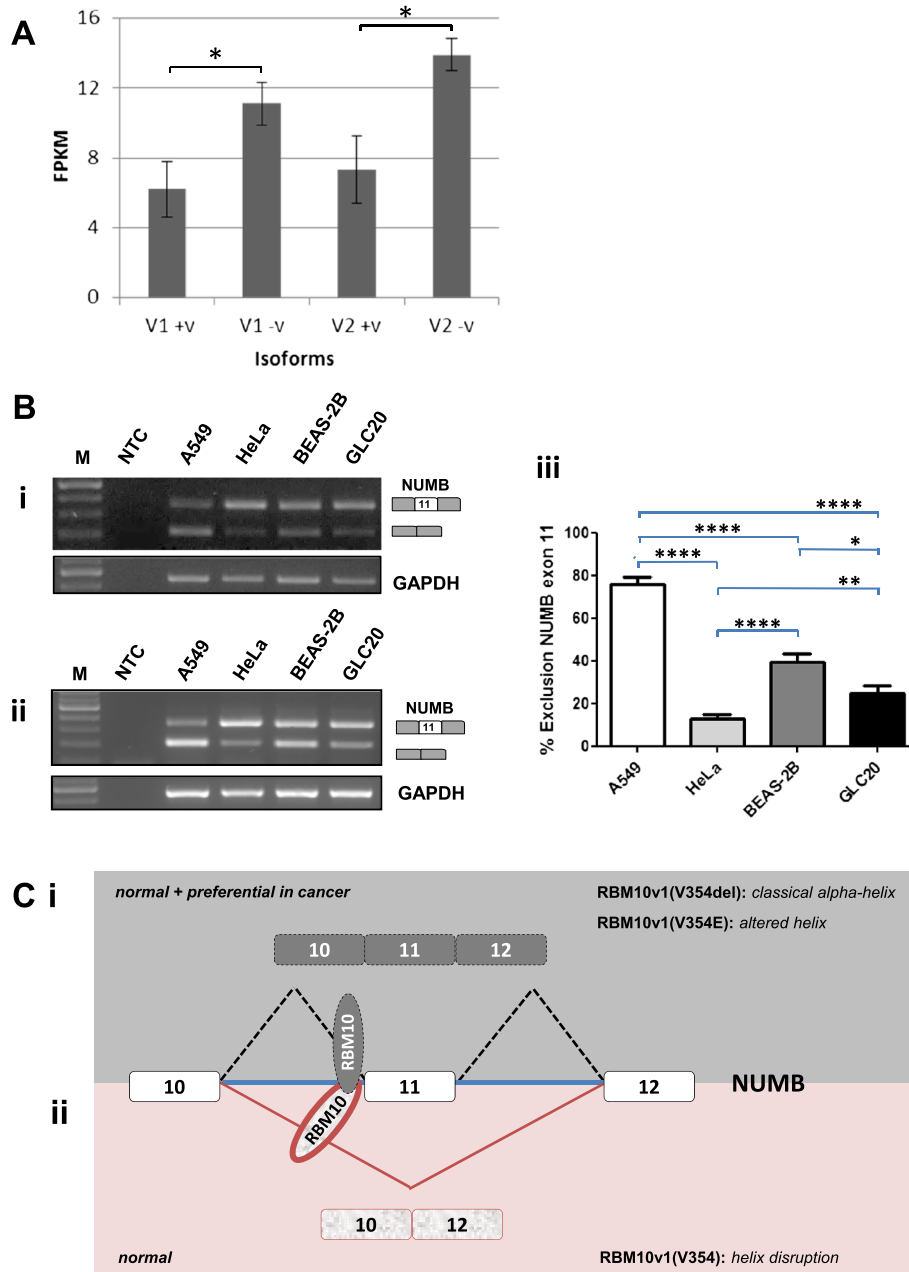 A
16
12
8
4
0
FPKM
*
*
V1 +v
V1 -v
V2 +v
V2 -v
Isoforms
B
i
M
NTC
A549
HeLa
BEAS-2B
GLC20
NUMB
11
GAPDH
ii
M
NTC
A549
HeLa
BEAS-2B
GLC20
NUMB
11
GAPDH
iii
% Exclusion NUMB exon 11
100
80
60
40
20
0
****
****
*
****
**
****
A549
HeLa
BEAS-2B
GLC20
C i
normal + preferential in cancer
RBM10v1(V354del): classical alpha-helix
RBM10v1(V354E): altered helix
10 11 12
RBM10
10 11 12 NUMB
ii
RBM10
10 12
normal
RBM10v1(V354): helix disruption